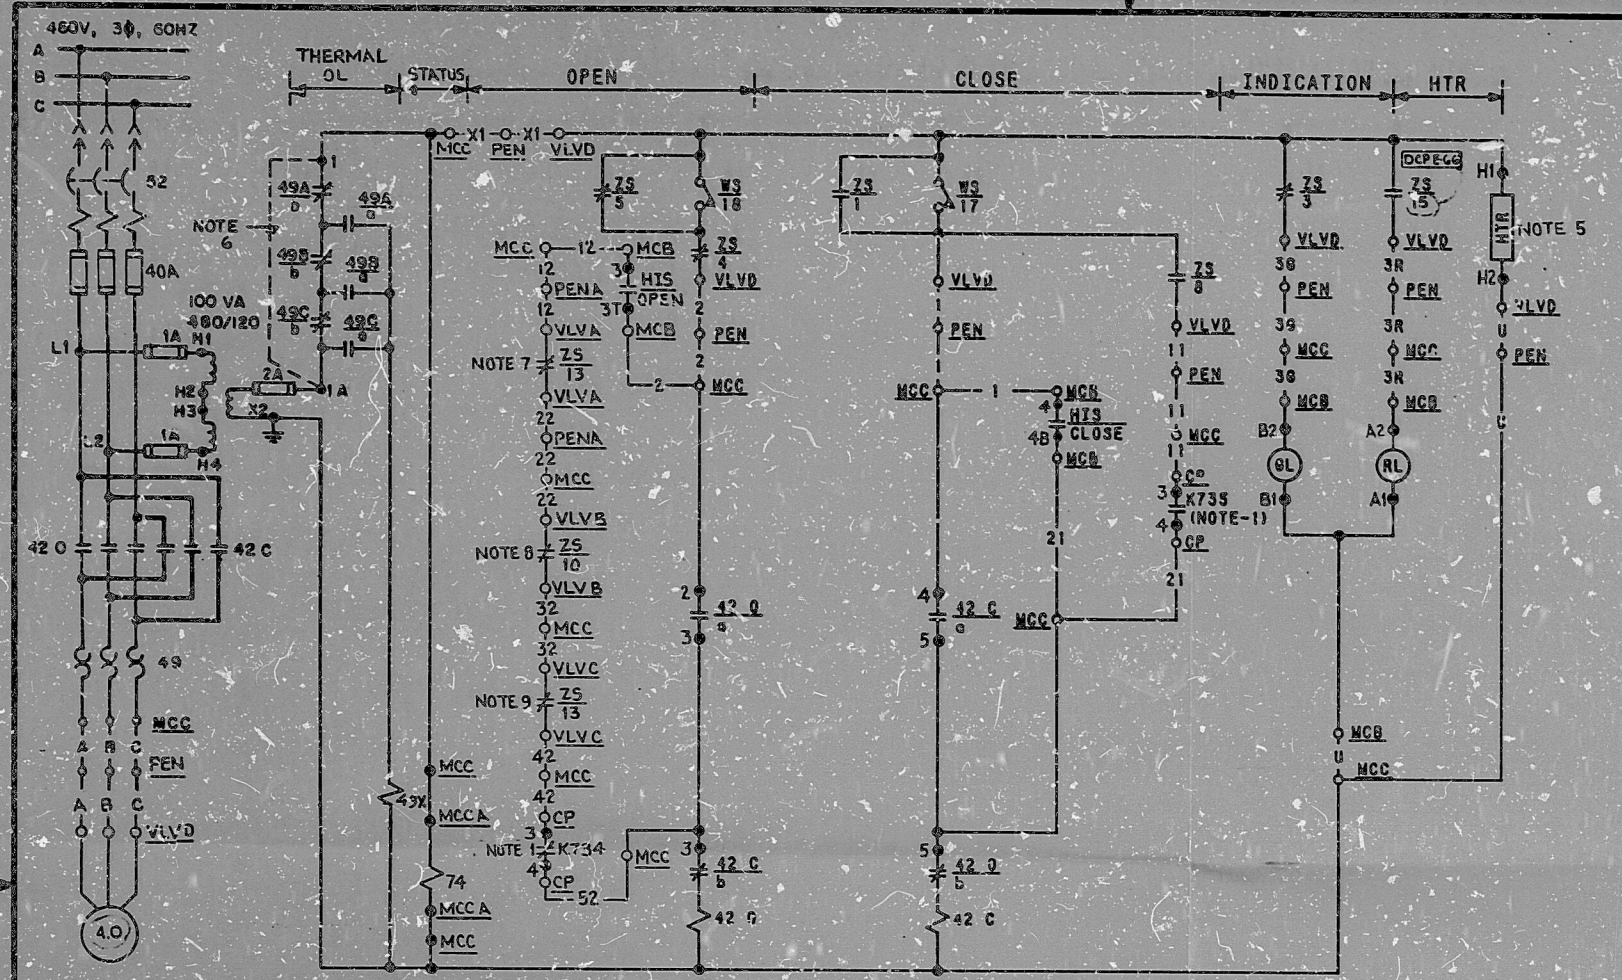 460V, 3Φ, 60HZ
A
B
C
THERMAL
OL
STATUS
OPEN
CLOSE
INDICATION
HTR
X1
X1
MCC
PEN
VLVD
1
52
NOTE
6
49A
b
49A
a
49B
b
49B
a
49C
b
49C
a
40A
100 VA
480/120
1A
H1
L1
H2
H3
2A
X2
1A
L2
1A
H4
42 O
42 C
49
MCC
A
B
C
PEN
A
B
C
VLVD
4.0
49X
MCC
MCCA
74
MCCA
MCC
ZS
5
WS
18
MCC
12
MCB
ZS
4
12
PENA
3
HIS
OPEN
VLVD
12
3T
2
VLVA
MCB
PEN
NOTE 7
ZS
13
2
VLVA
2
MCC
22
PENA
22
MCC
22
VLVB
NOTE 8
ZS
10
VLVB
2
42 O
a
32
MCC
3
32
VLVC
NOTE 9
ZS
13
VLVC
42
MCC
42
CP
3
NOTE 1
K734
MCC
3
42 C
b
4
CP
52
42 O
ZS
1
WS
17
ZS
8
VLVD
VLVD
1
11
PEN
PEN
MCC
1
MCB
11
4
HIS
CLOSE
4B
MCC
11
MCB
CP
3
K735
(NOTE-1)
4
21
CP
21
4
42 C
a
MCC
5
5
42 O
b
42 C
ZS
3
DCPE-66
ZS
15
H1
HTR
NOTE 5
VLVD
VLVD
3G
3R
H2
PEN
PEN
VLVD
U
3G
3R
MCC
MCC
PEN
3G
3R
MCB
MCB
U
B2
A2
GL
RL
B1
A1
MCB
U
MCC